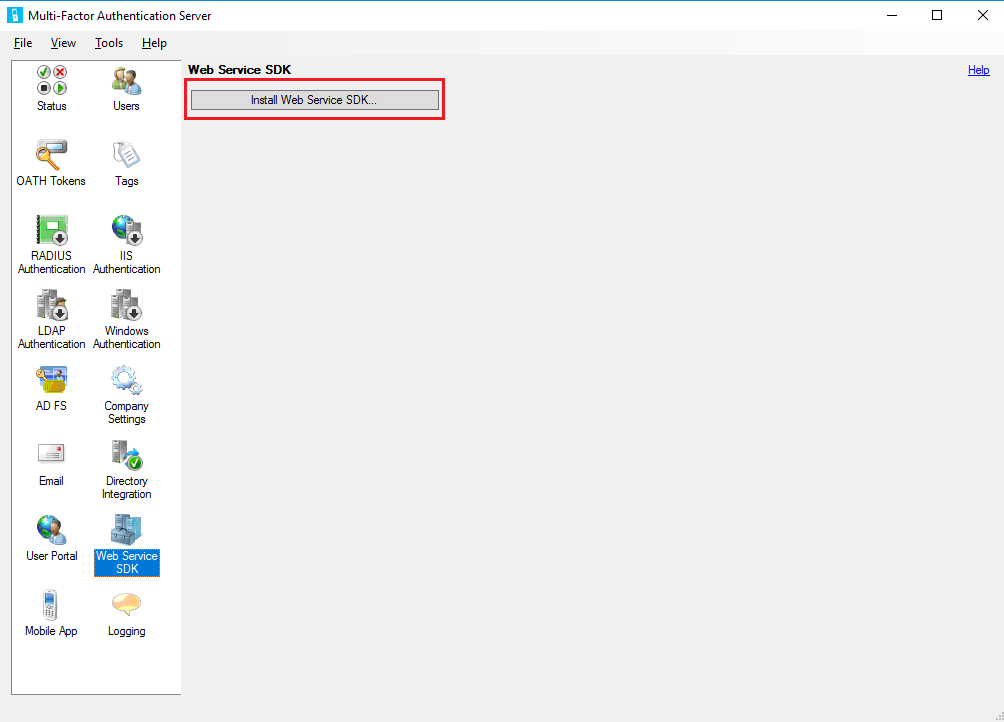 Multi-Factor Authentication Server
File View Tools Help
Web Service SDK
Help
Install Web Service SDK...
Status
Users
OATH Tokens
Tags
RADIUS
Authentication
IIS
Authentication
LDAP
Authentication
Windows
Authentication
AD FS
Company
Settings
Email
Directory
Integration
User Portal
Web Service
SDK
Mobile App
Logging